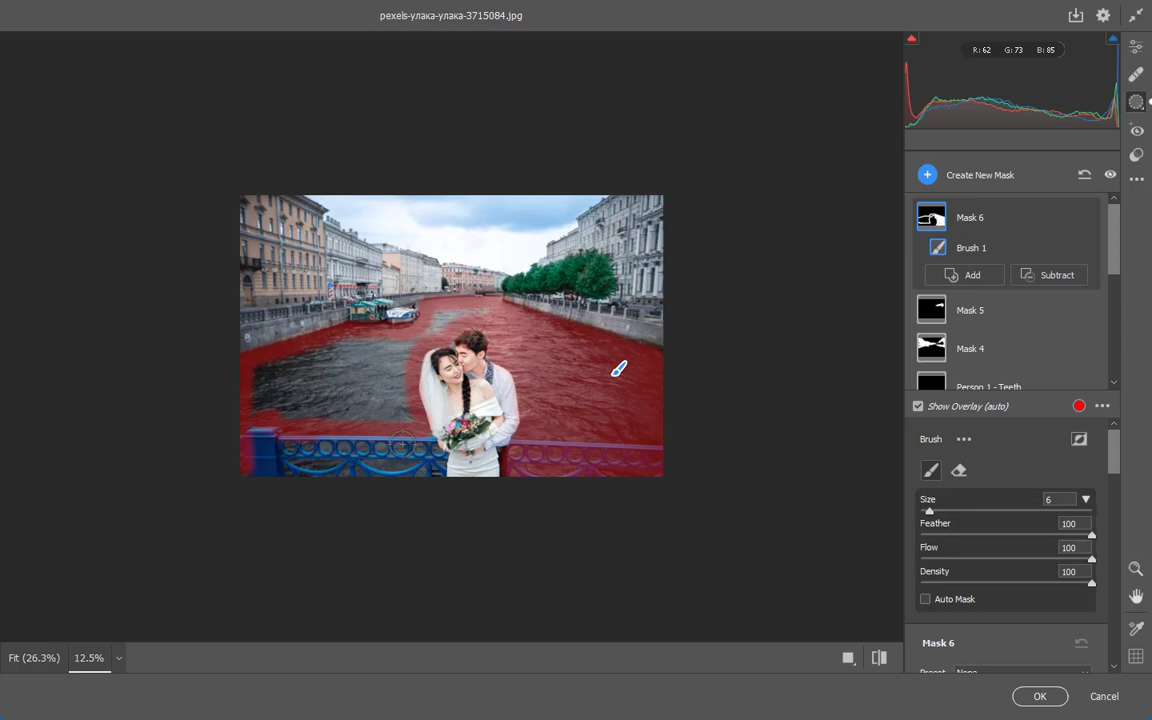 pexels-улака-улака-3715084.jpg
R: 62 G: 73 B: 85
Create New Mask
Mask 6
Brush 1
Add Subtract
Mask 5
Mask 4
Person 1 - Teeth
Show Overlay (auto)
Brush
Size 6
Feather 100
Flow 100
Density 100
Auto Mask
Mask 6
Preset None
Fit (26.3%) 12.5%
OK Cancel